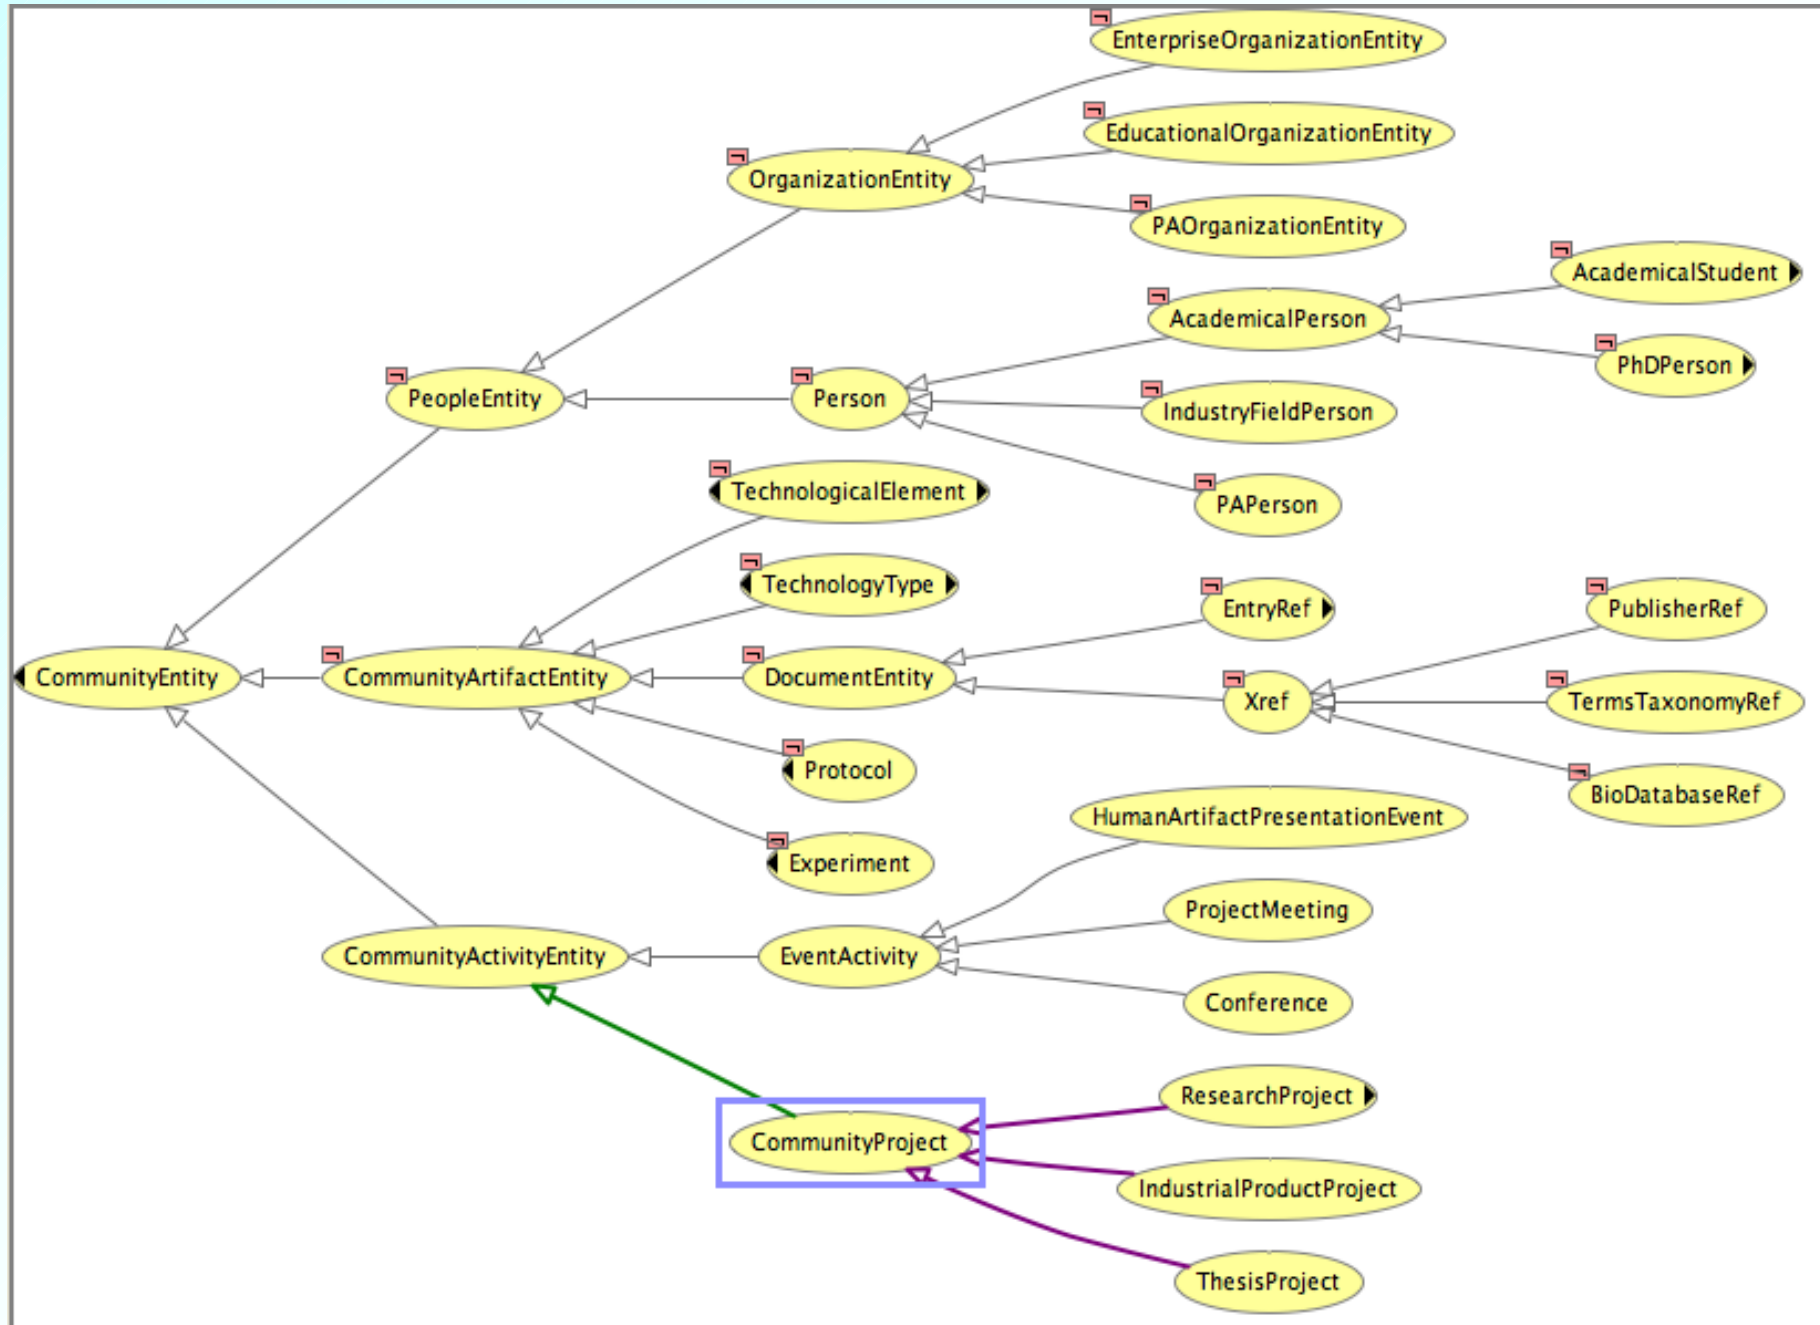 EnterpriseOrganizationEntity
EducationalOrganizationEntity
OrganizationEntity
PAOrganizationEntity
AcademicalStudent
AcademicalPerson
PhDPerson
PeopleEntity
Person
IndustryFieldPerson
TechnologicalElement
PAPerson
TechnologyType
EntryRef
PublisherRef
CommunityEntity
CommunityArtifactEntity
DocumentEntity
Xref
TermsTaxonomyRef
Protocol
BioDatabaseRef
HumanArtifactPresentationEvent
Experiment
ProjectMeeting
CommunityActivityEntity
EventActivity
Conference
ResearchProject
CommunityProject
IndustrialProductProject
ThesisProject